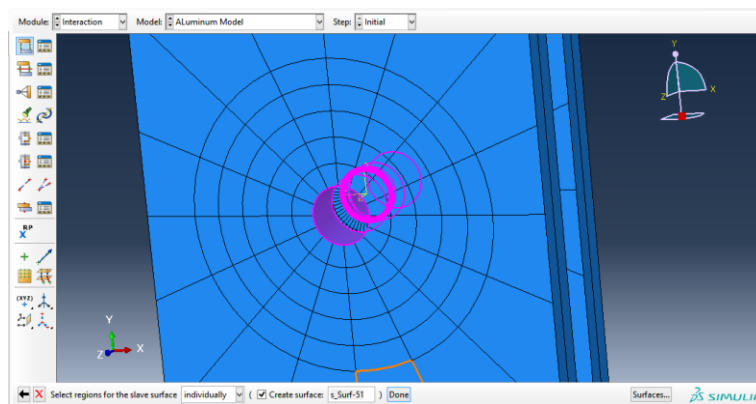 Module: Interaction Model: ALuminum Model Step: Initial
Y
Z X
RP
(XYZ)
Y
Z X
Select regions for the slave surface individually ( Create surface: s_Surf-51 ) Done Surfaces... SIMULI